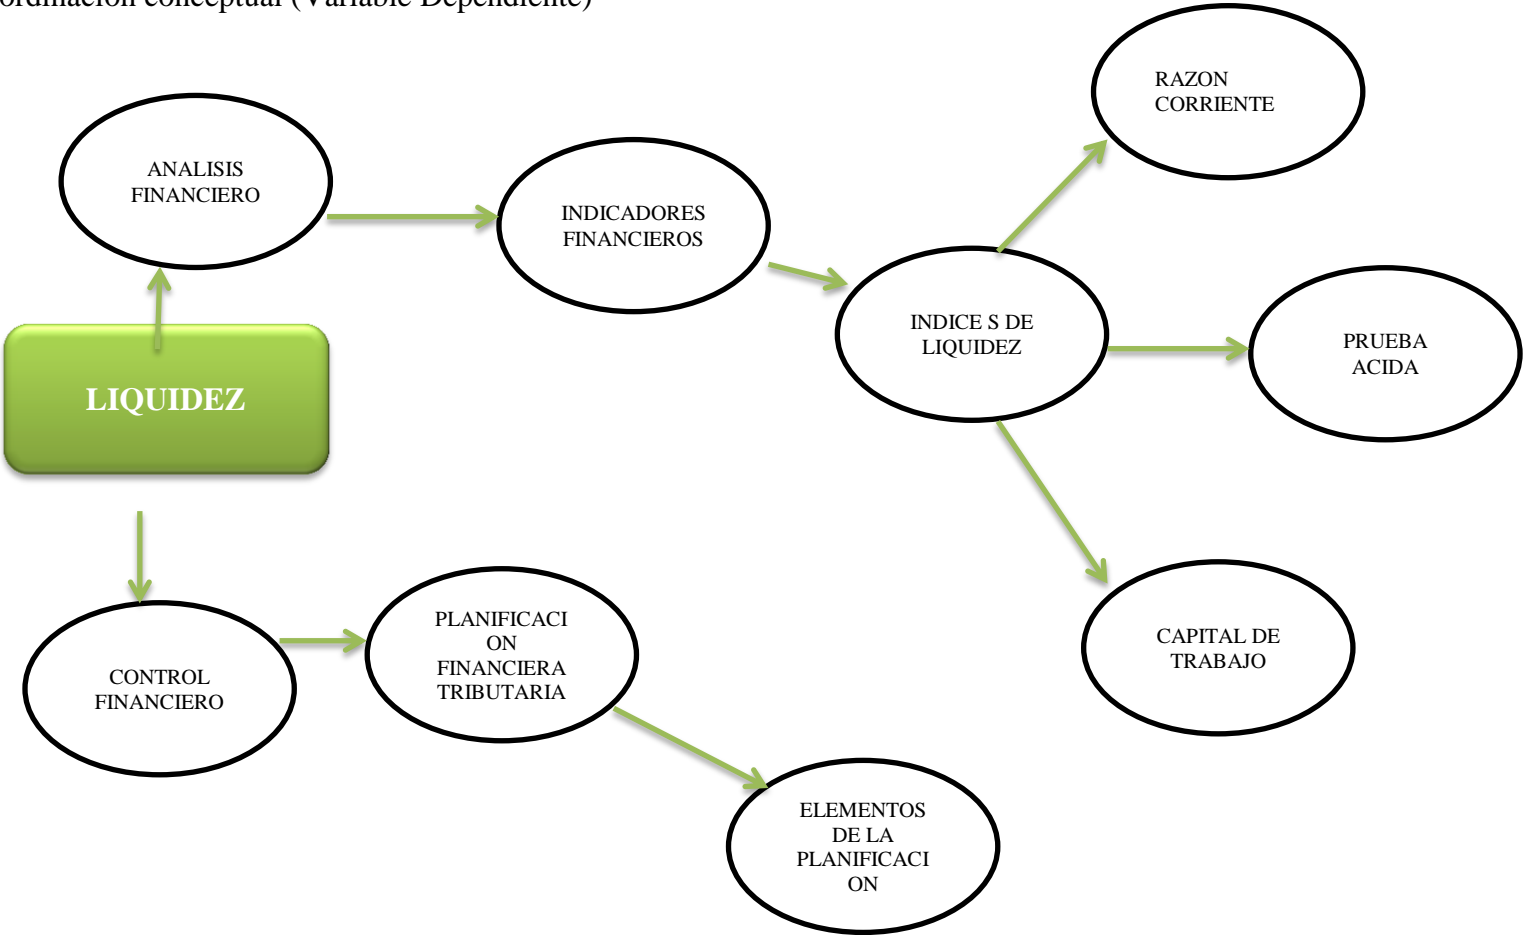 ordinación conceptual (Variable Dependiente)
RAZON
CORRIENTE
ANALISIS
FINANCIERO
INDICADORES
FINANCIEROS
INDICE S DE
LIQUIDEZ
PRUEBA
ACIDA
LIQUIDEZ
CAPITAL DE
TRABAJO
PLANIFICACI
ON
FINANCIERA
TRIBUTARIA
CONTROL
FINANCIERO
ELEMENTOS
DE LA
PLANIFICACI
ON